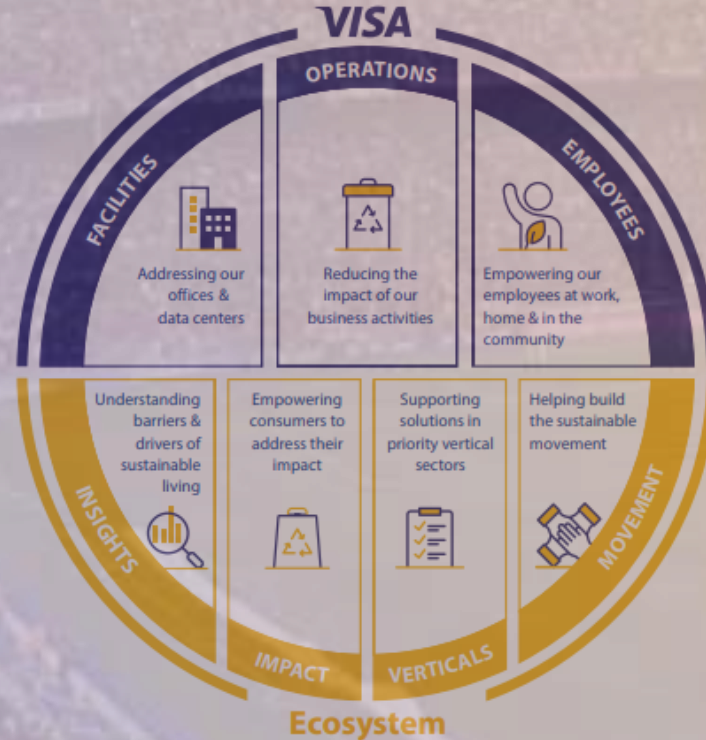 VISA
OPERATIONS
FACILITIES
EMPLOYEES
Addressing our
offices &
data centers
Reducing the
impact of our
business activities
Empowering our
employees at work,
home & in the
community
Understanding
barriers &
drivers of
sustainable
living
Empowering
consumers to
address their
impact
Supporting
solutions in
priority vertical
sectors
Helping build
the sustainable
movement
INSIGHTS
IMPACT
VERTICALS
MOVEMENT
Ecosystem